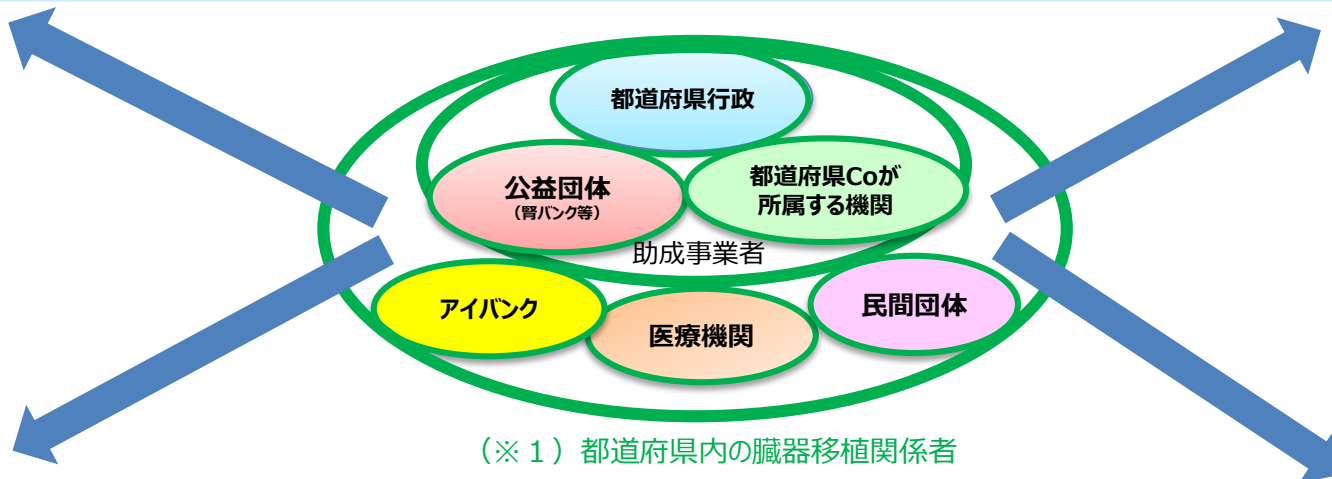 都道府県行政
公益団体
（腎バンク等）
都道府県Coが
所属する機関
助成事業者
アイバンク
医療機関
民間団体
（※１）都道府県内の臓器移植関係者